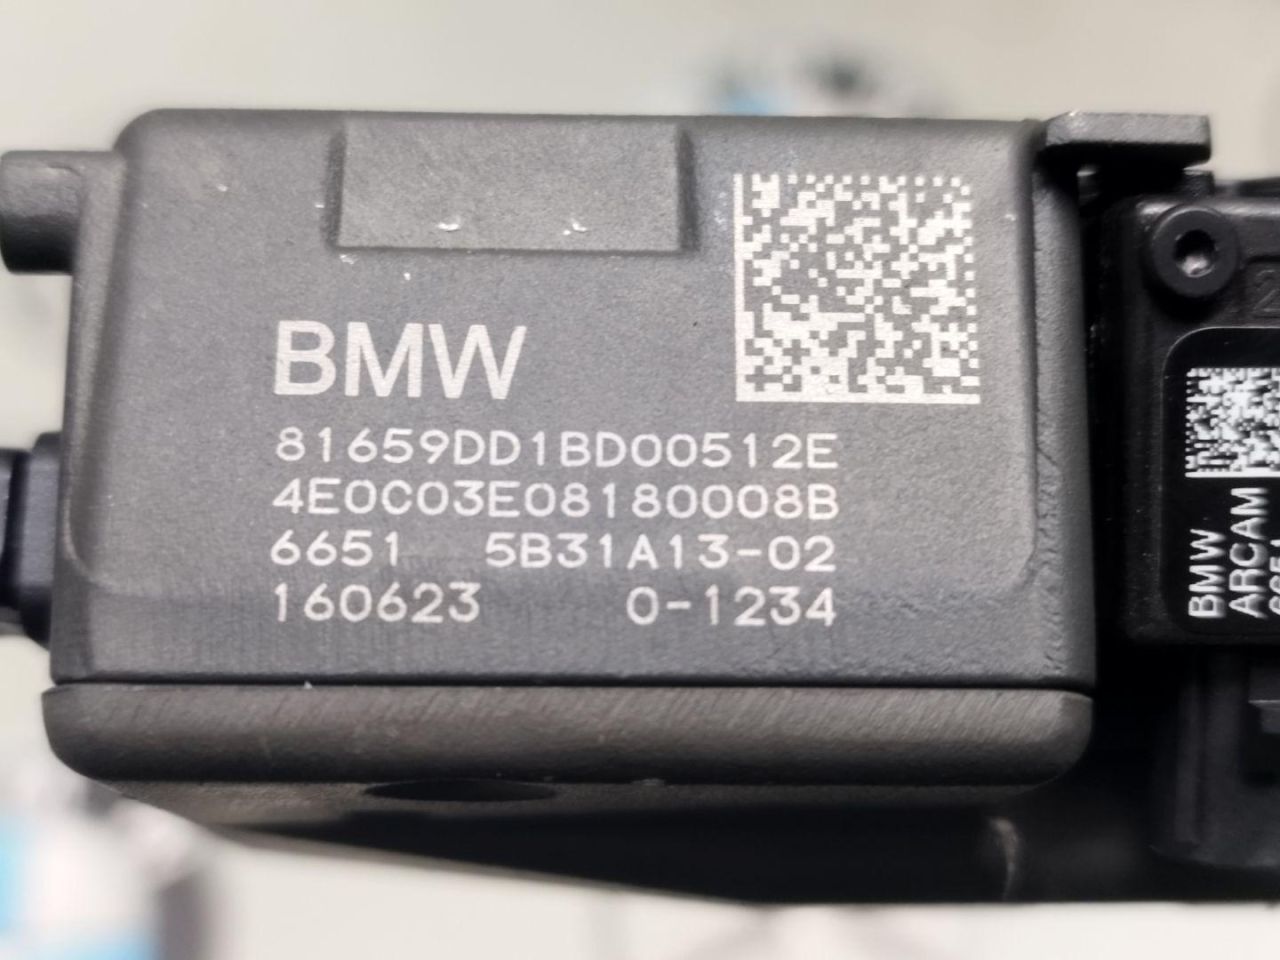 BMW
81659DD1BD00512E
4E0C03E08180008B
6651 5B31A13-02
160623 0-1234
BMW
ARCAM